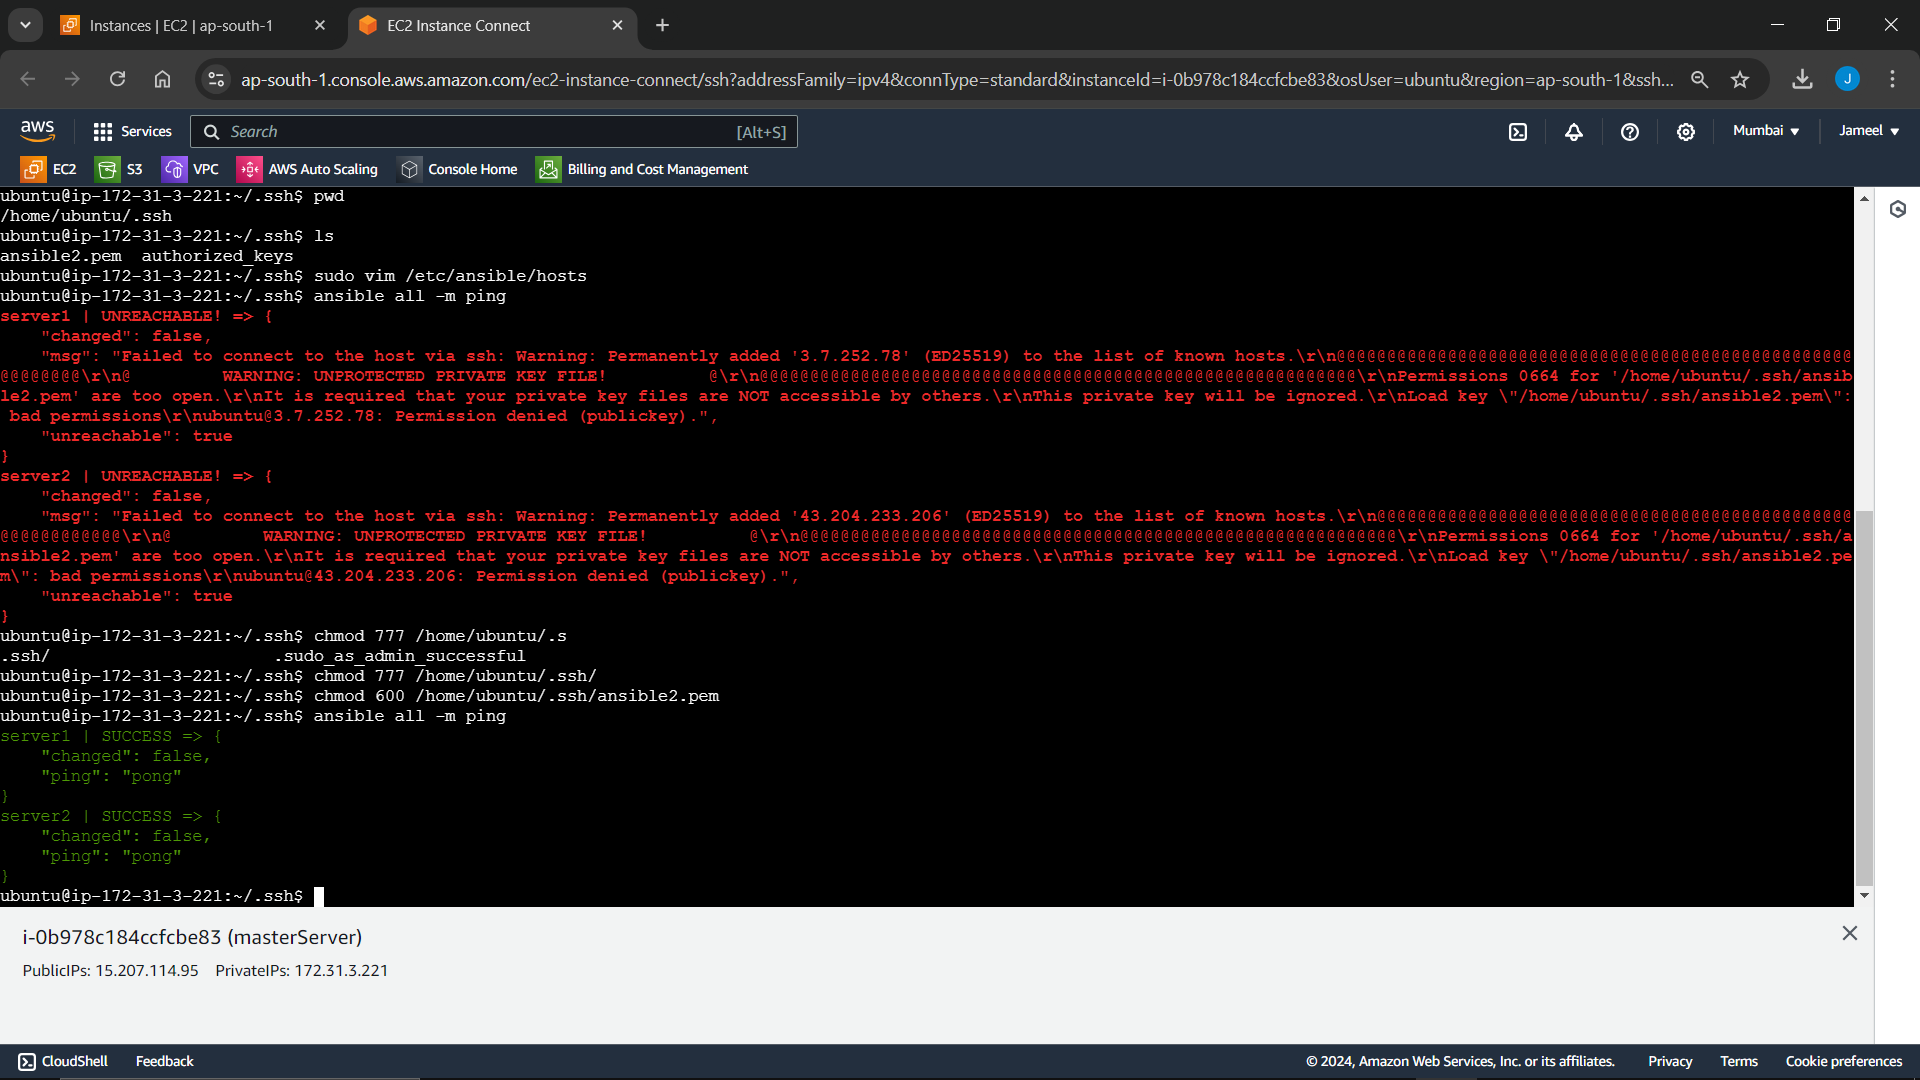 Instances | EC2 | ap-south-1
EC2 Instance Connect
ap-south-1.console.aws.amazon.com/ec2-instance-connect/ssh?addressFamily=ipv4&connType=standard&instanceId=i-0b978c184ccfcbe83&osUser=ubuntu&region=ap-south-1&ssh...
J
aws
Services
Search
[Alt+S]
Mumbai
Jameel
EC2
S3
VPC
AWS Auto Scaling
Console Home
Billing and Cost Management
ubuntu@ip-172-31-3-221:~/.ssh$ pwd
/home/ubuntu/.ssh
ubuntu@ip-172-31-3-221:~/.ssh$ ls
ansible2.pem  authorized_keys
ubuntu@ip-172-31-3-221:~/.ssh$ sudo vim /etc/ansible/hosts
ubuntu@ip-172-31-3-221:~/.ssh$ ansible all -m ping
server1 | UNREACHABLE! => {
    "changed": false,
    "msg": "Failed to connect to the host via ssh: Warning: Permanently added '3.7.252.78' (ED25519) to the list of known hosts.\r\n@@@@@@@@@@@@@@@@@@@@@@@@@@@@@@@@@@@@@@@@@@@@@@@@@@@
@@@@@@@@\r\n@         WARNING: UNPROTECTED PRIVATE KEY FILE!          @\r\n@@@@@@@@@@@@@@@@@@@@@@@@@@@@@@@@@@@@@@@@@@@@@@@@@@@@@@@@@@@\r\nPermissions 0664 for '/home/ubuntu/.ssh/ansib
le2.pem' are too open.\r\nIt is required that your private key files are NOT accessible by others.\r\nThis private key will be ignored.\r\nLoad key \"/home/ubuntu/.ssh/ansible2.pem\":
 bad permissions\r\nubuntu@3.7.252.78: Permission denied (publickey).",
    "unreachable": true
}
server2 | UNREACHABLE! => {
    "changed": false,
    "msg": "Failed to connect to the host via ssh: Warning: Permanently added '43.204.233.206' (ED25519) to the list of known hosts.\r\n@@@@@@@@@@@@@@@@@@@@@@@@@@@@@@@@@@@@@@@@@@@@@@@
@@@@@@@@@@@@\r\n@         WARNING: UNPROTECTED PRIVATE KEY FILE!          @\r\n@@@@@@@@@@@@@@@@@@@@@@@@@@@@@@@@@@@@@@@@@@@@@@@@@@@@@@@@@@@\r\nPermissions 0664 for '/home/ubuntu/.ssh/a
nsible2.pem' are too open.\r\nIt is required that your private key files are NOT accessible by others.\r\nThis private key will be ignored.\r\nLoad key \"/home/ubuntu/.ssh/ansible2.pe
m\": bad permissions\r\nubuntu@43.204.233.206: Permission denied (publickey).",
    "unreachable": true
}
ubuntu@ip-172-31-3-221:~/.ssh$ chmod 777 /home/ubuntu/.s
.ssh/                      .sudo_as_admin_successful
ubuntu@ip-172-31-3-221:~/.ssh$ chmod 777 /home/ubuntu/.ssh/
ubuntu@ip-172-31-3-221:~/.ssh$ chmod 600 /home/ubuntu/.ssh/ansible2.pem
ubuntu@ip-172-31-3-221:~/.ssh$ ansible all -m ping
server1 | SUCCESS => {
    "changed": false,
    "ping": "pong"
}
server2 | SUCCESS => {
    "changed": false,
    "ping": "pong"
}
ubuntu@ip-172-31-3-221:~/.ssh$
i-0b978c184ccfcbe83 (masterServer)
PublicIPs: 15.207.114.95    PrivateIPs: 172.31.3.221
CloudShell
Feedback
© 2024, Amazon Web Services, Inc. or its affiliates.
Privacy
Terms
Cookie preferences